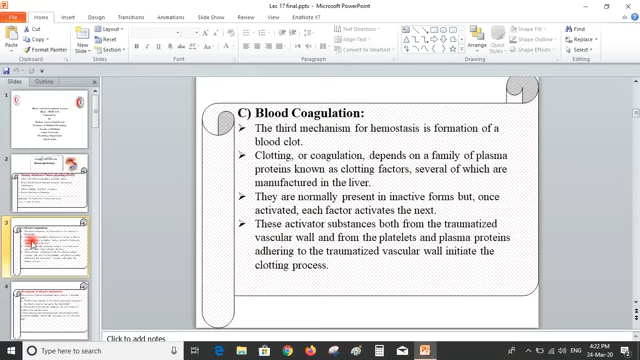 Lec 17 final.pptx - Microsoft PowerPoint
File Home Insert Design Transitions Animations Slide Show Review View EndNote X7
Paste Cut Copy Format Painter
New Slide Layout Reset Section
Text Direction Align Text Convert to SmartArt
Arrange Quick Styles Shape Fill Shape Outline Shape Effects
Find Replace Select
Clipboard Slides Font Paragraph Drawing Editing
Slides Outline
1
2
3
4
C) Blood Coagulation:
The third mechanism for hemostasis is formation of a
blood clot.
Clotting, or coagulation, depends on a family of plasma
proteins known as clotting factors, several of which are
manufactured in the liver.
They are normally present in inactive forms but, once
activated, each factor activates the next.
These activator substances both from the traumatized
vascular wall and from the platelets and plasma proteins
adhering to the traumatized vascular wall initiate the
clotting process.
Click to add notes
Type here to search
ENG
4:22 PM
24-Mar-20